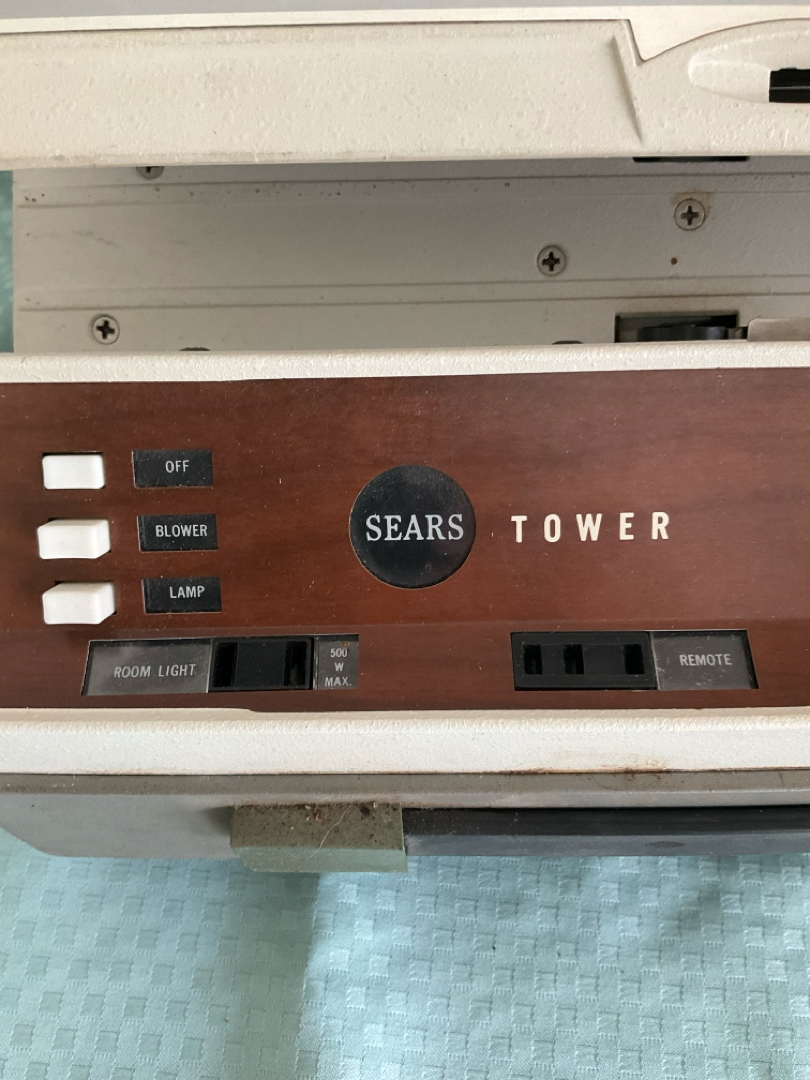 OFF
BLOWER
SEARS TOWER
LAMP
ROOM LIGHT
500
W
MAX.
REMOTE